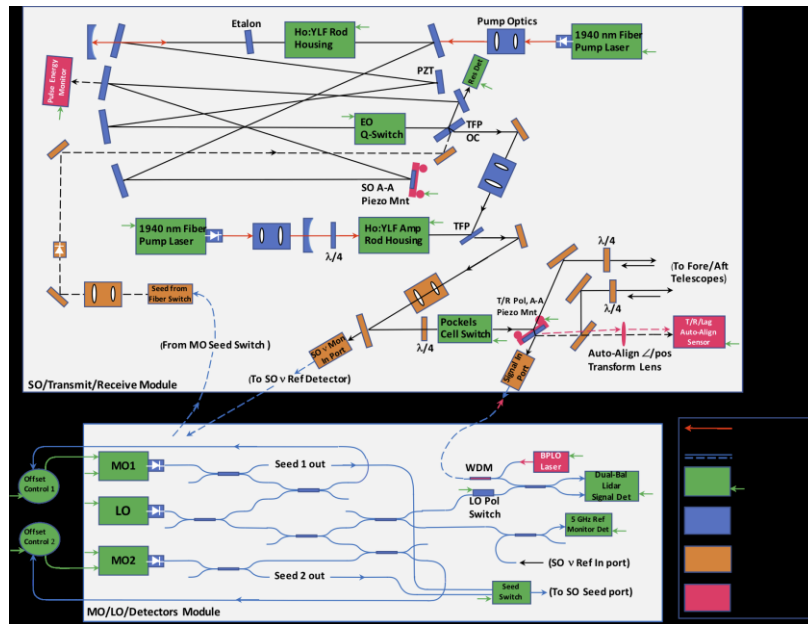 Etalon
Ho:YLF Rod
Housing
Pump Optics
1940 nm Fiber
Pump Laser
Pulse Energy
Monitor
PZT
Res Det
EO
Q-Switch
TFP
OC
SO A-A
Piezo Mnt
1940 nm Fiber
Pump Laser
λ/4
Ho:YLF Amp
Rod Housing
TFP
λ/4
(To Fore/Aft
Telescopes)
λ/4
Seed from
Fiber Switch
T/R Pol, A-A
Piezo Mnt
T/R/Lag
Auto-Align
Sensor
(From MO Seed Switch )
SO ν Mon
In Port
λ/4
Pockels
Cell Switch
Auto-Align ∠/pos
Transform Lens
Signal In
Port
(To SO ν Ref Detector)
SO/Transmit/Receive Module
Offset
Control 1
MO1
Seed 1 out
WDM
BPLO
Laser
Dual-Bal
Lidar
Signal Det
LO
LO Pol
Switch
Offset
Control 2
MO2
5 GHz Ref
Monitor Det
(SO ν Ref In port)
Seed 2 out
Seed
Switch
(To SO Seed port)
MO/LO/Detectors Module